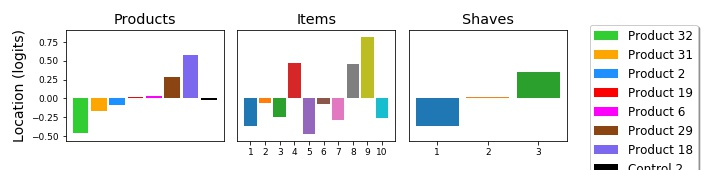 Products
Items
Shaves
Location (logits)
0.75
0.50
0.25
0.00
−0.25
−0.50
1 2 3 4 5 6 7 8 9 10
1 2 3
Product 32
Product 31
Product 2
Product 19
Product 6
Product 29
Product 18
Control 2